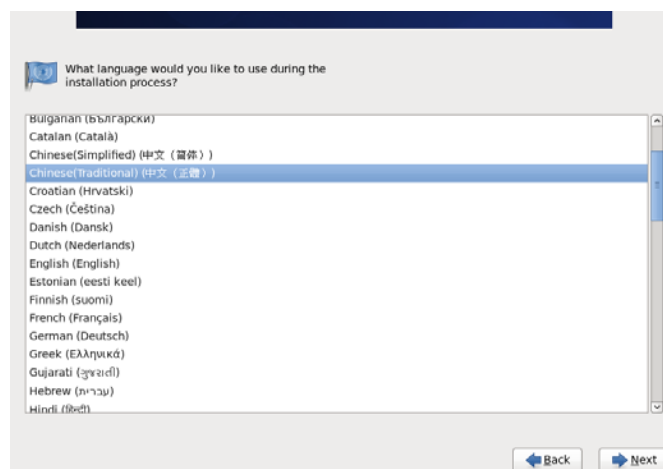 What language would you like to use during the
installation process?
Bulgarian (Български)
Catalan (Català)
Chinese(Simplified) (中文（简体）)
Chinese(Traditional) (中文（正體）)
Croatian (Hrvatski)
Czech (Čeština)
Danish (Dansk)
Dutch (Nederlands)
English (English)
Estonian (eesti keel)
Finnish (suomi)
French (Français)
German (Deutsch)
Greek (Ελληνικά)
Gujarati (ગુજરાતી)
Hebrew (עברית)
Hindi (हिन्दी)
Back
Next